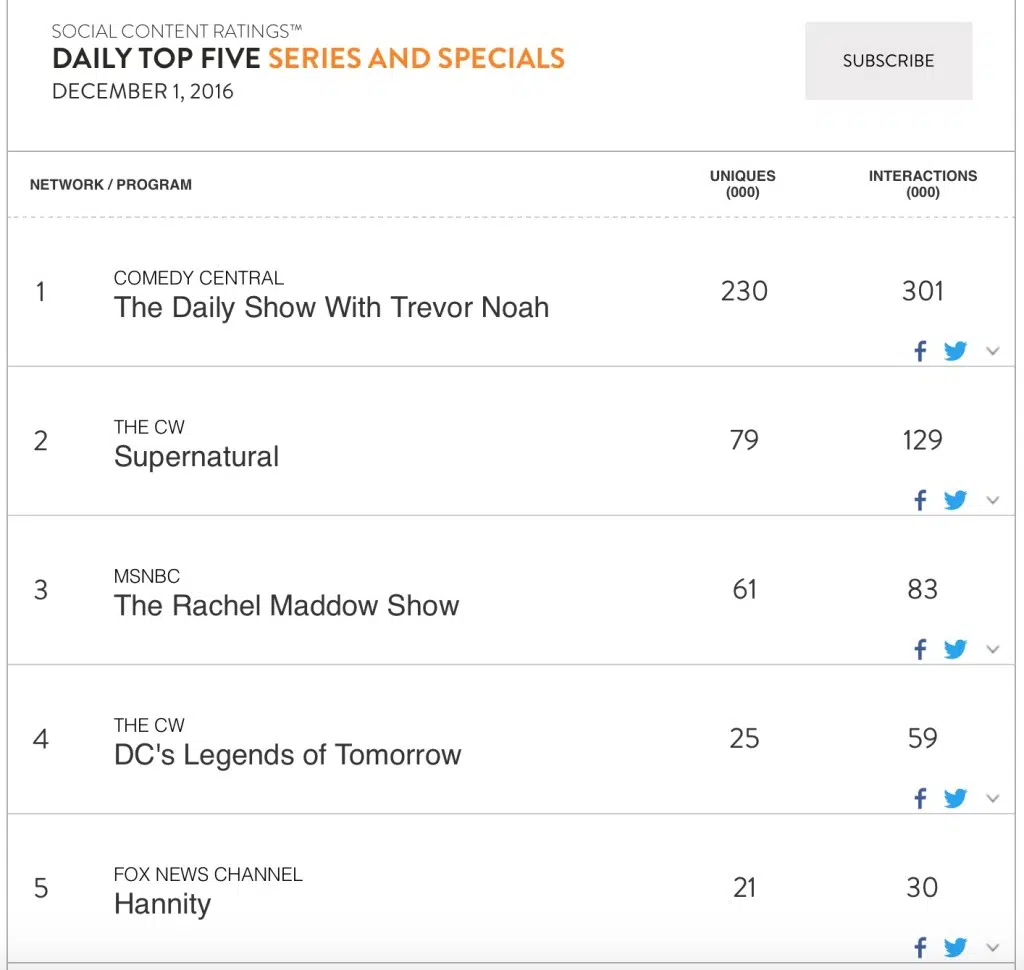 SOCIAL CONTENT RATINGS™
DAILY TOP FIVE SERIES AND SPECIALS
DECEMBER 1, 2016
SUBSCRIBE
NETWORK / PROGRAM
UNIQUES
(000)
INTERACTIONS
(000)
1
COMEDY CENTRAL
The Daily Show With Trevor Noah
230
301
2
THE CW
Supernatural
79
129
3
MSNBC
The Rachel Maddow Show
61
83
4
THE CW
DC's Legends of Tomorrow
25
59
5
FOX NEWS CHANNEL
Hannity
21
30